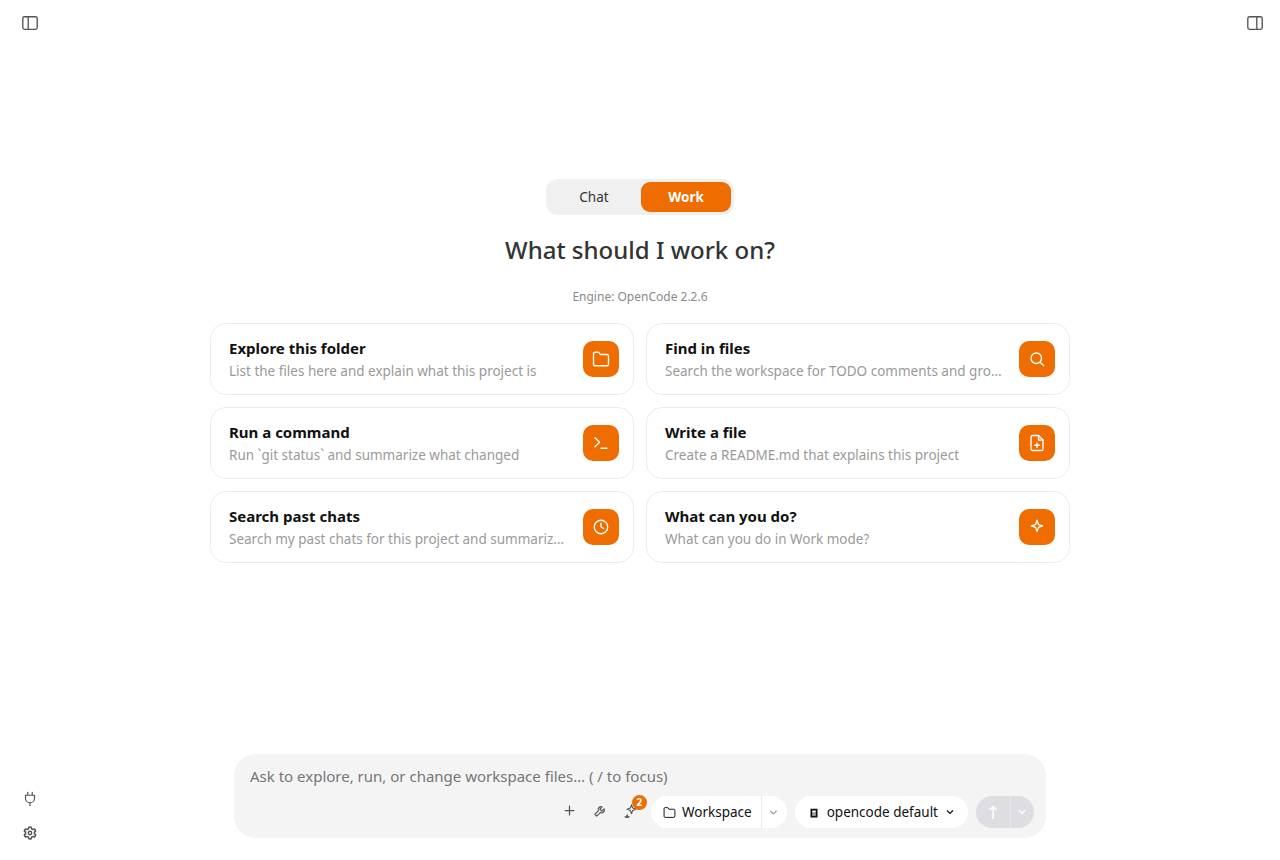 Chat
Work
What should I work on?
Engine: OpenCode 2.2.6
Explore this folder
List the files here and explain what this project is
Find in files
Search the workspace for TODO comments and gro...
Run a command
Run `git status` and summarize what changed
Write a file
Create a README.md that explains this project
Search past chats
Search my past chats for this project and summariz...
What can you do?
What can you do in Work mode?
Ask to explore, run, or change workspace files... ( / to focus)
2
Workspace
opencode default